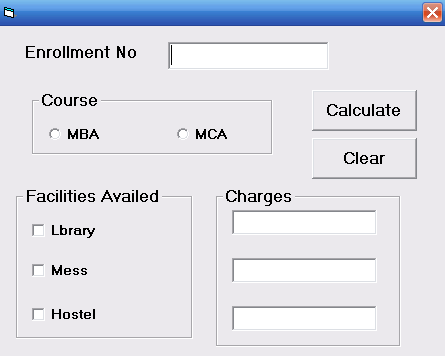 Enrollment No
Course
MBA MCA
Calculate
Clear
Facilities Availed
Lbrary
Mess
Hostel
Charges